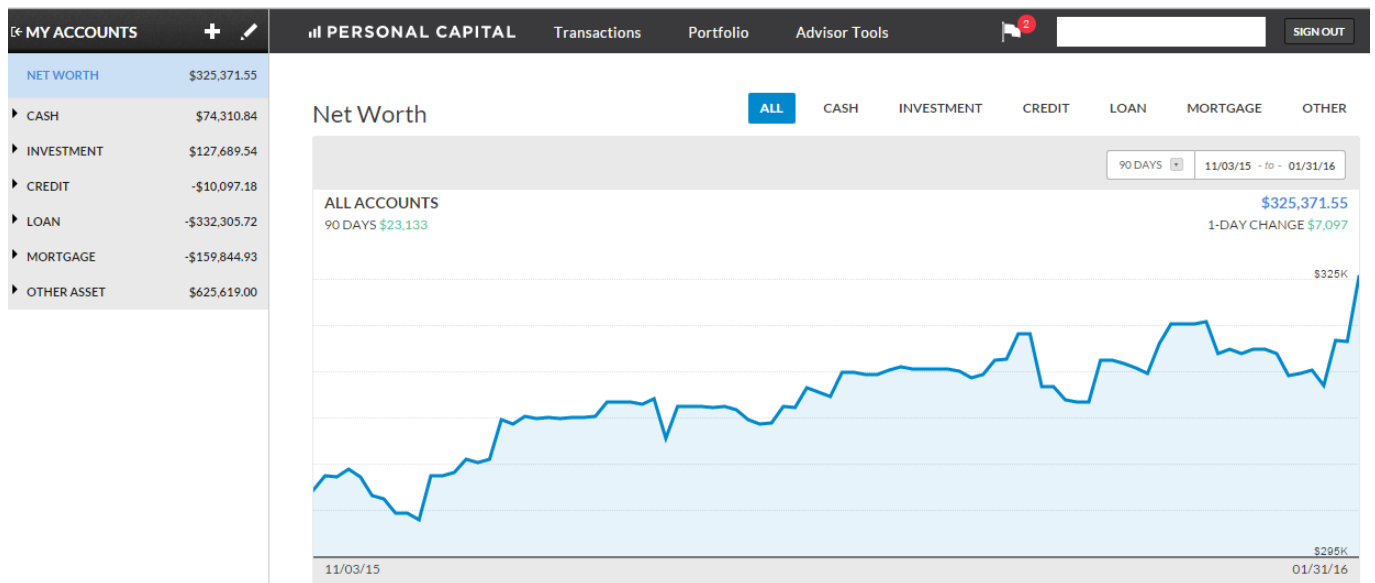 MY ACCOUNTS
PERSONAL CAPITAL Transactions Portfolio Advisor Tools 2 SIGN OUT
NET WORTH $325,371.55
CASH $74,310.84
INVESTMENT $127,689.54
CREDIT -$10,097.18
LOAN -$332,305.72
MORTGAGE -$159,844.93
OTHER ASSET $625,619.00
Net Worth ALL CASH INVESTMENT CREDIT LOAN MORTGAGE OTHER
90 DAYS 11/03/15 - to - 01/31/16
ALL ACCOUNTS $325,371.55
90 DAYS $23,133 1-DAY CHANGE $7,097
$325K
$295K
11/03/15 01/31/16